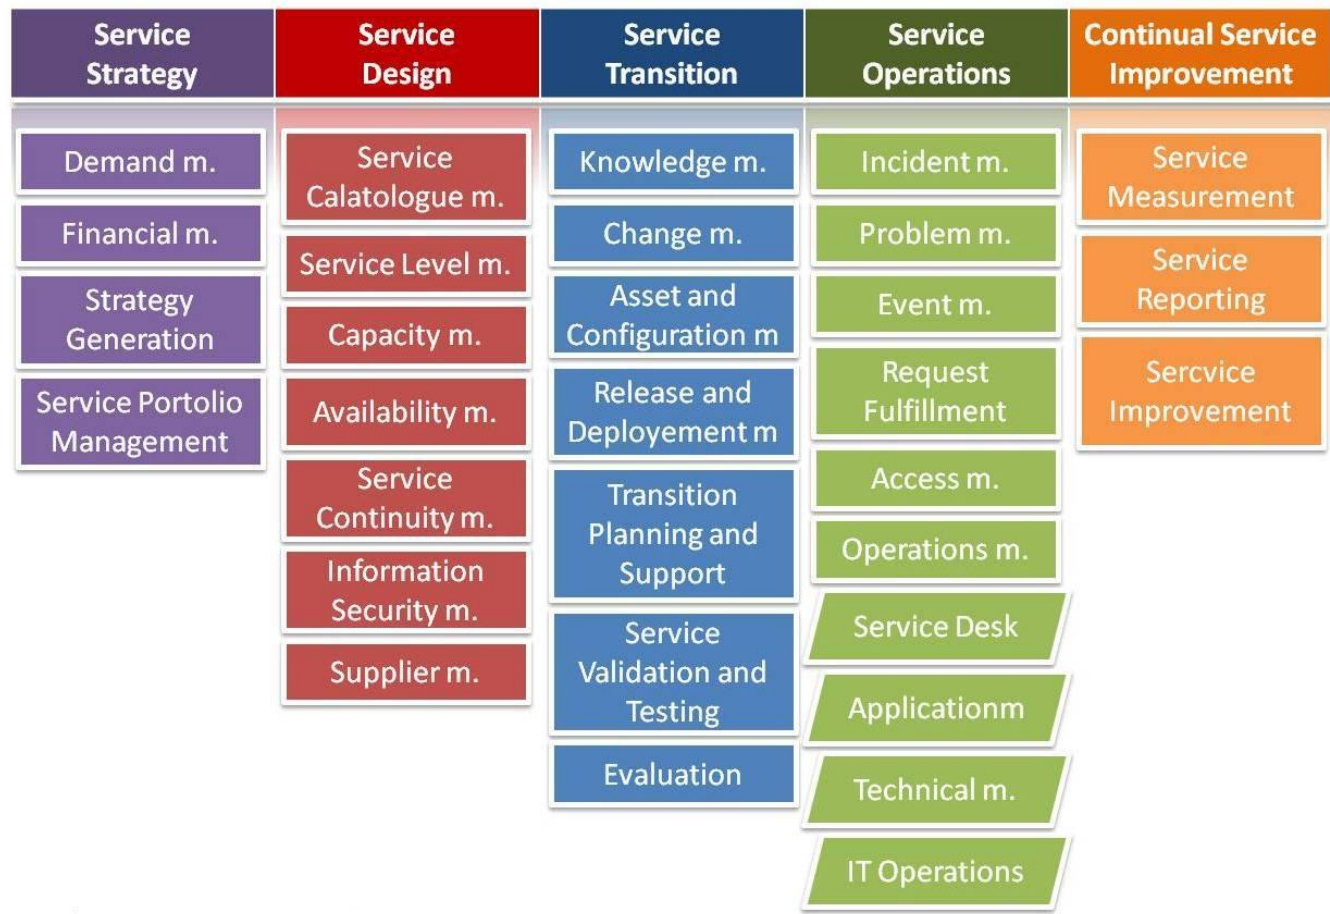 Service
Strategy
Service
Design
Service
Transition
Service
Operations
Continual Service
Improvement
Demand m.
Financial m.
Strategy
Generation
Service Portolio
Management
Service
Calatologue m.
Service Level m.
Capacity m.
Availability m.
Service
Continuity m.
Information
Security m.
Supplier m.
Knowledge m.
Change m.
Asset and
Configuration m
Release and
Deployement m
Transition
Planning and
Support
Service
Validation and
Testing
Evaluation
Incident m.
Problem m.
Event m.
Request
Fulfillment
Access m.
Operations m.
Service Desk
Applicationm
Technical m.
IT Operations
Service
Measurement
Service
Reporting
Sercvice
Improvement